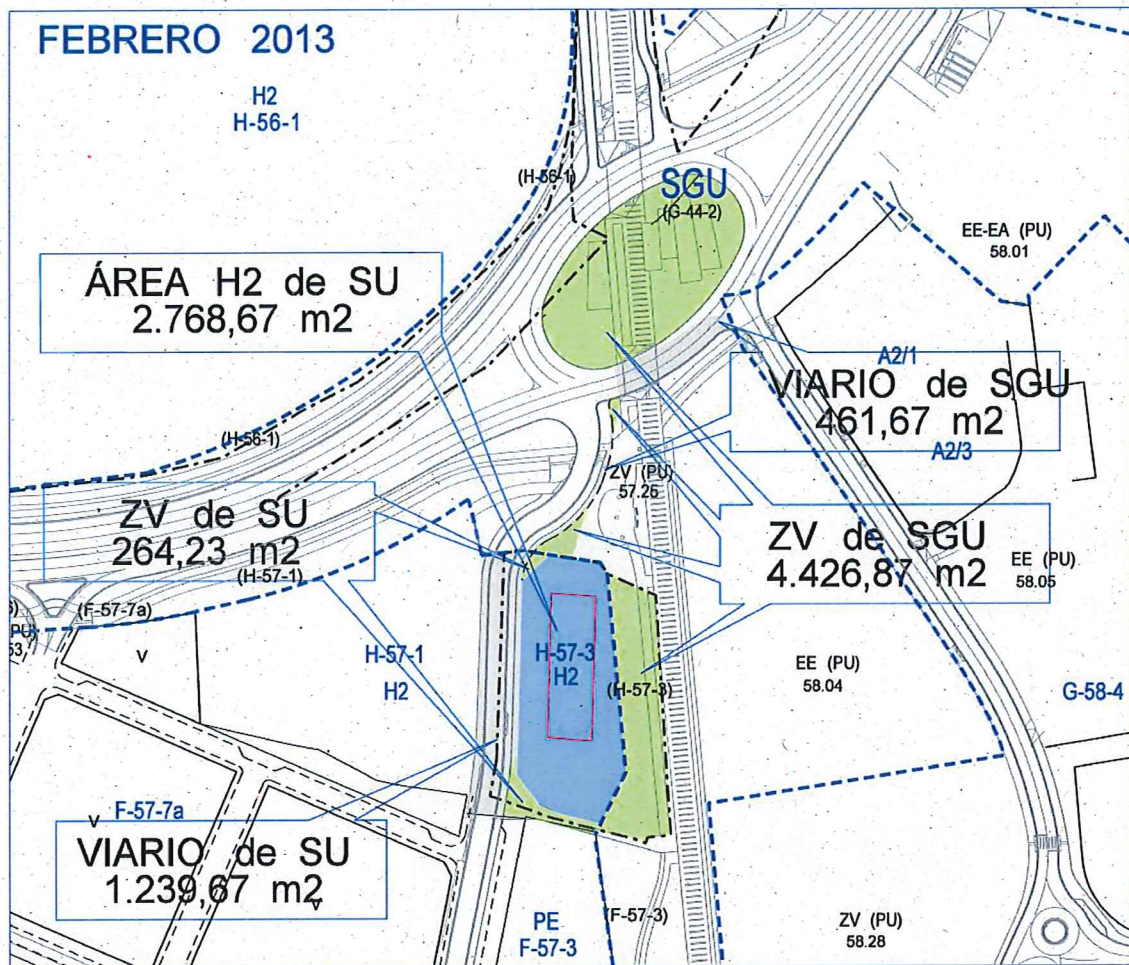 FEBRERO 2013
H2
H-56-1
(H-56-1)
SGU
(G-44-2)
EE-EA (PU)
58.01
ÁREA H2 de SU
2.768,67 m2
A2/1
VIARIO de SGU
461,67 m2
A2/3
(H-56-1)
ZV (PU)
57.26
ZV de SU
264,23 m2
(H-57-1)
ZV de SGU
4.426,87 m2
EE (PU)
58.05
(F-57-7a)
PU)
53
V
H-57-1
H2
H-57-3
H2
(H-57-3)
EE (PU)
58.04
G-58-4
F-57-7a
V
VIARIO de SU
1.239,67 m2
V
PE
F-57-3
(F-57-3)
ZV (PU)
58.28